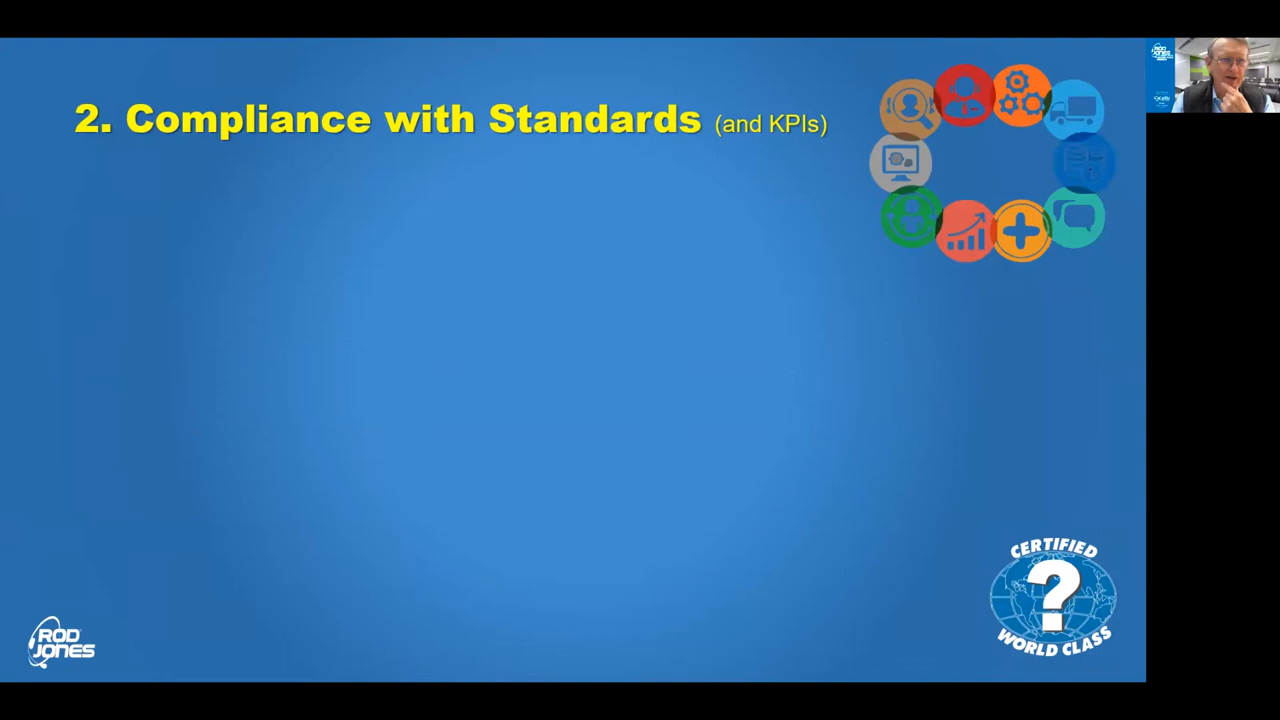 2. Compliance with Standards (and KPIs)
CERTIFIED
?
WORLD CLASS
ROD
JONES